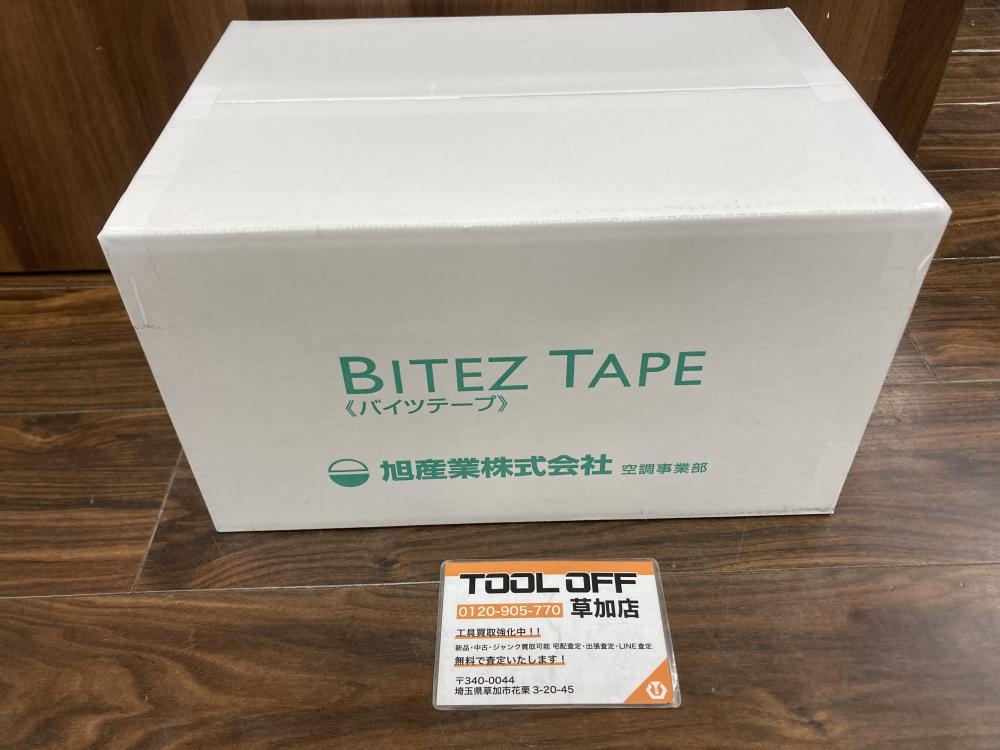 BITEZ TAPE
《バイツテープ》
旭産業株式会社 空調事業部
TOOL OFF
0120-905-770 草加店
工具買取強化中！！
新品・中古・ジャンク買取可能 宅配査定・出張査定・LINE査定
無料で査定いたします！
〒340-0044
埼玉県草加市花栗 3-20-45